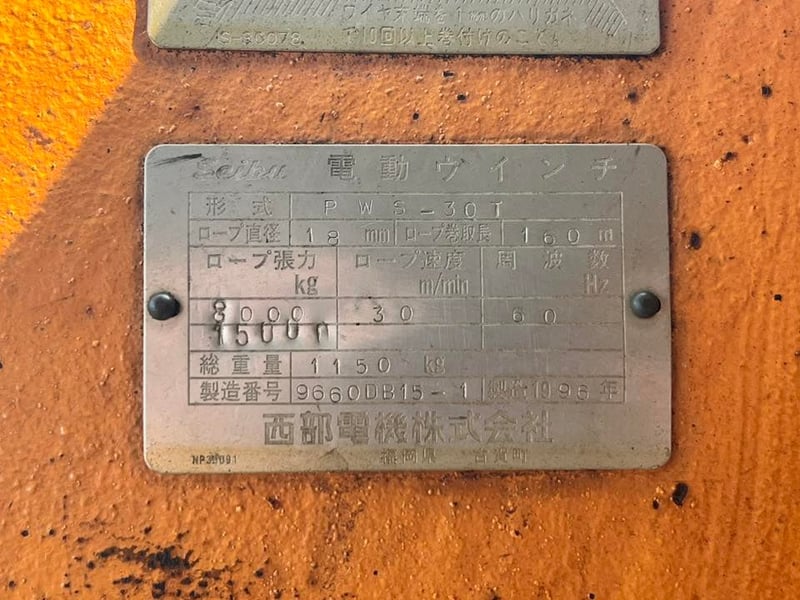 ワノキ末端を1mmのハリガネ
S-36078 で10回以上巻付けのこと。
Seibu 電動ウインチ
形式 PWS-30T
ロープ直径 18 mm ロープ巻取長 160 m
ロープ張力 kg ロープ速度 m/min 周波数 Hz
3000 30 60
1500
総重量 1150 kg
製造番号 9660DB15-1 製造1996年
西部電機株式会社
福岡県 古賀町